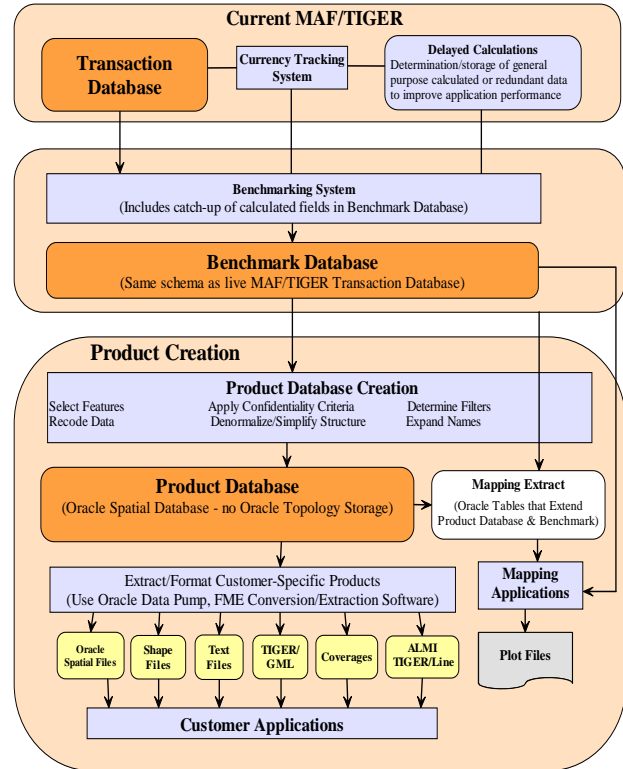 Current MAF/TIGER
Transaction
Database
Currency Tracking
System
Delayed Calculations
Determination/storage of general
purpose calculated or redundant data
to improve application performance
Benchmarking System
(Includes catch-up of calculated fields in Benchmark Database)
Benchmark Database
(Same schema as live MAF/TIGER Transaction Database)
Product Creation
Product Database Creation
Select Features
Apply Confidentiality Criteria
Determine Filters
Recode Data
Denormalize/Simplify Structure
Expand Names
Product Database
(Oracle Spatial Database - no Oracle Topology Storage)
Mapping Extract
(Oracle Tables that Extend
Product Database & Benchmark)
Extract/Format Customer-Specific Products
(Use Oracle Data Pump, FME Conversion/Extraction Software)
Mapping
Applications
Oracle
Spatial Files
Shape
Files
Text
Files
TIGER/
GML
Coverages
ALMI
TIGER/Line
Plot Files
Customer Applications